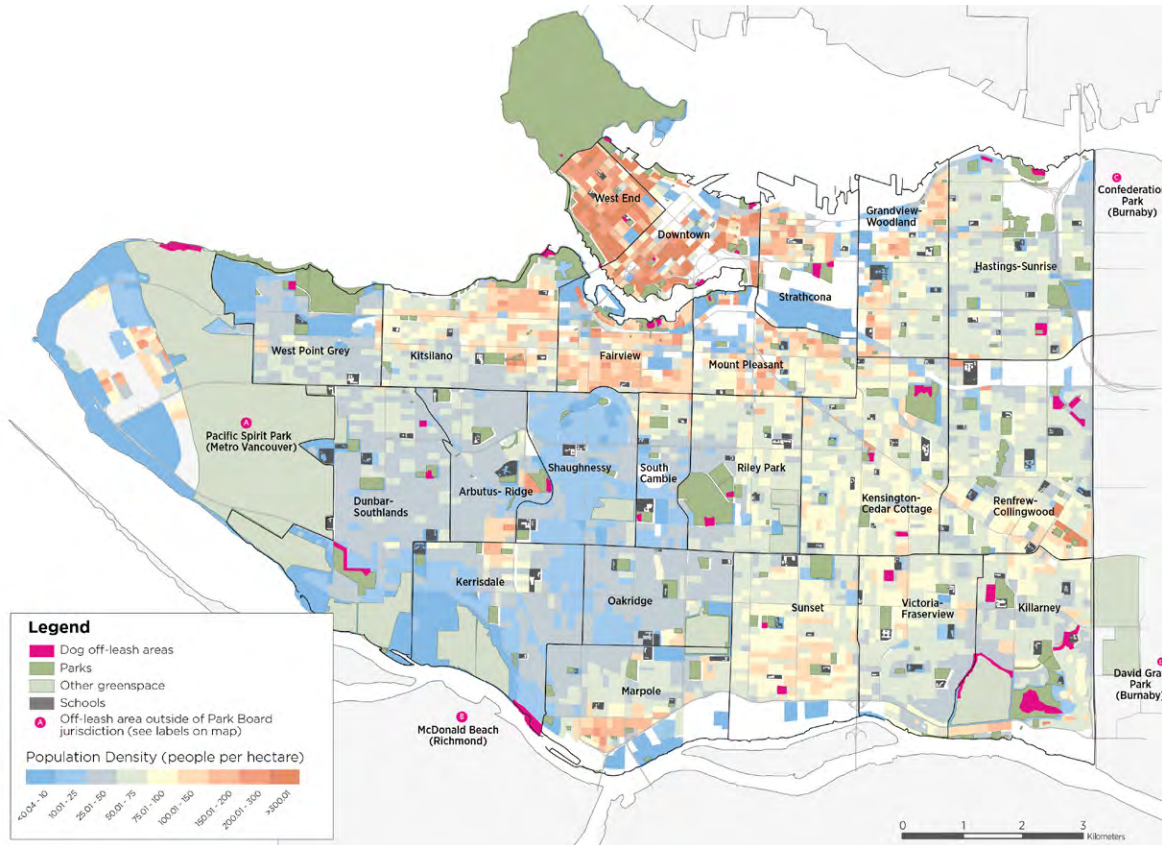 West End
Downtown
Grandview-
Woodland
C
Confederation
Park
(Burnaby)
Hastings-Sunrise
Strathcona
West Point Grey
Kitsilano
Fairview
Mount Pleasant
A
Pacific Spirit Park
(Metro Vancouver)
Dunbar-
Southlands
Arbutus- Ridge
Shaughnessy
South
Cambie
Riley Park
Kensington-
Cedar Cottage
Renfrew-
Collingwood
Kerrisdale
Oakridge
Sunset
Victoria-
Fraserview
Killarney
Marpole
David Gra
Park
(Burnaby)
B
McDonald Beach
(Richmond)
Legend
Dog off-leash areas
Parks
Other greenspace
Schools
A
Off-leash area outside of Park Board
jurisdiction (see labels on map)
Population Density (people per hectare)
<0.04 - 10
10.01 - 25
25.01 - 50
50.01 - 75
75.01 - 100
100.01 - 150
150.01 - 200
200.01 - 300
>300.01
0 1 2 3
Kilometers